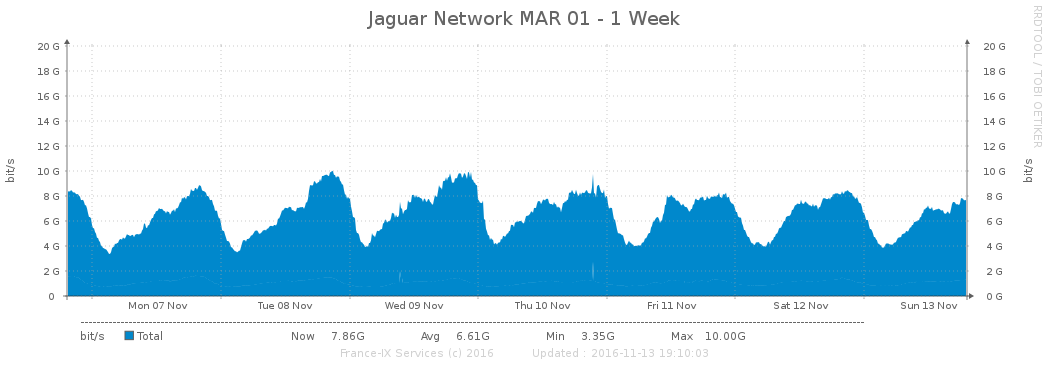 Jaguar Network MAR 01 - 1 Week
RRDTOOL / TOBI OETIKER
20 G 20 G
18 G 18 G
16 G 16 G
14 G 14 G
12 G 12 G
10 G 10 G
8 G 8 G
6 G 6 G
4 G 4 G
2 G 2 G
0 0 G
bit/s bit/s
Mon 07 Nov Tue 08 Nov Wed 09 Nov Thu 10 Nov Fri 11 Nov Sat 12 Nov Sun 13 Nov
bit/s Total Now 7.86G Avg 6.61G Min 3.35G Max 10.00G
France-IX Services (c) 2016 Updated : 2016-11-13 19:10:03